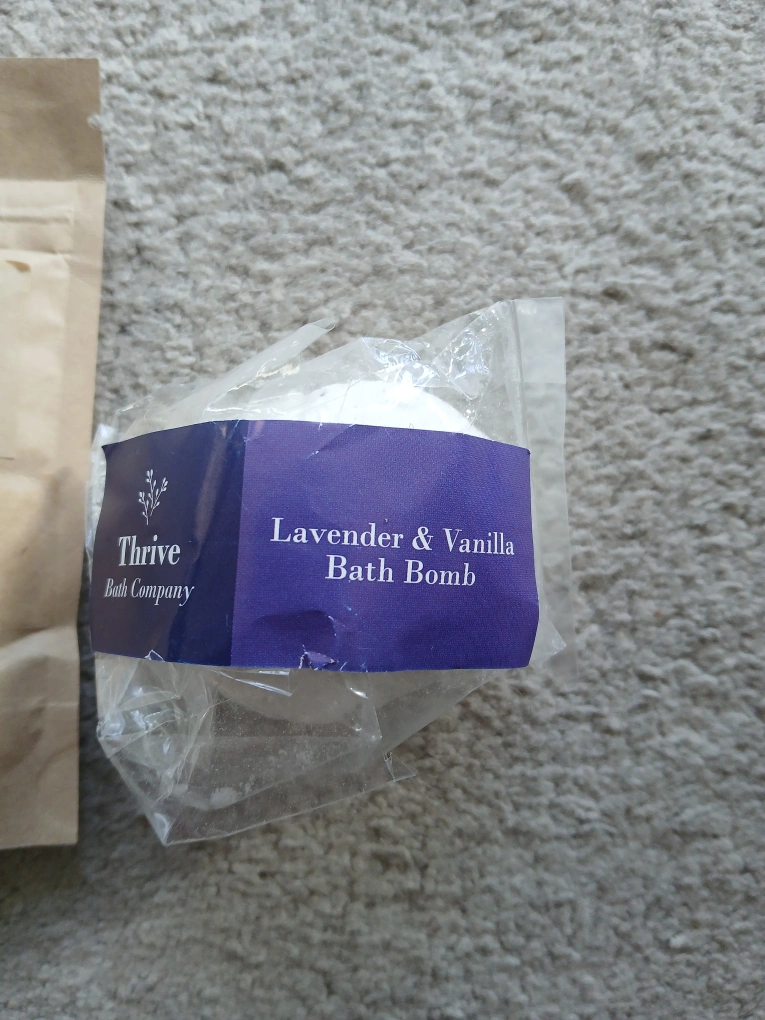 Thrive
Bath Company
Lavender & Vanilla
Bath Bomb